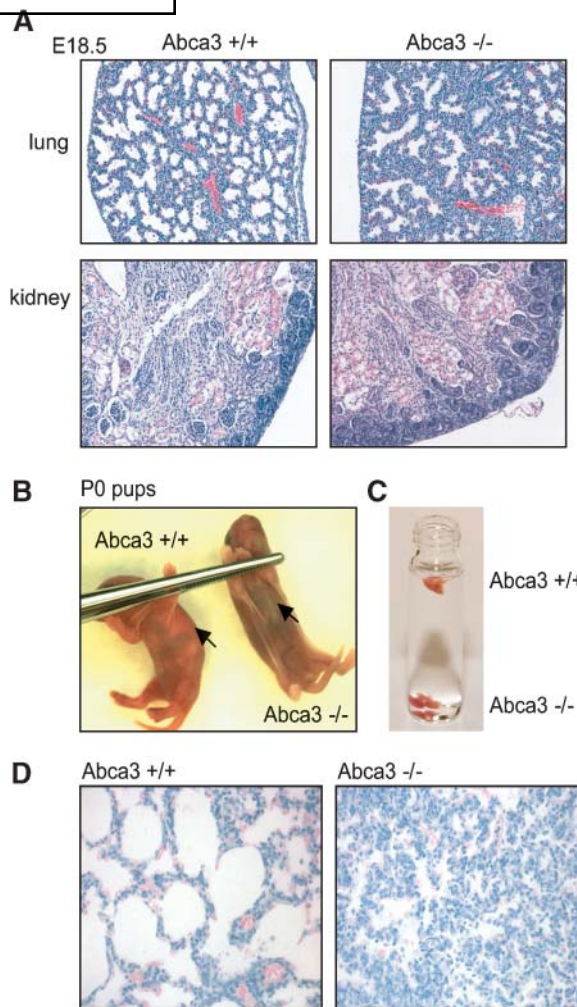 A
E18.5 Abca3 +/+ Abca3 -/-
lung
kidney
B P0 pups
Abca3 +/+
Abca3 -/-
C
Abca3 +/+
Abca3 -/-
D
Abca3 +/+ Abca3 -/-